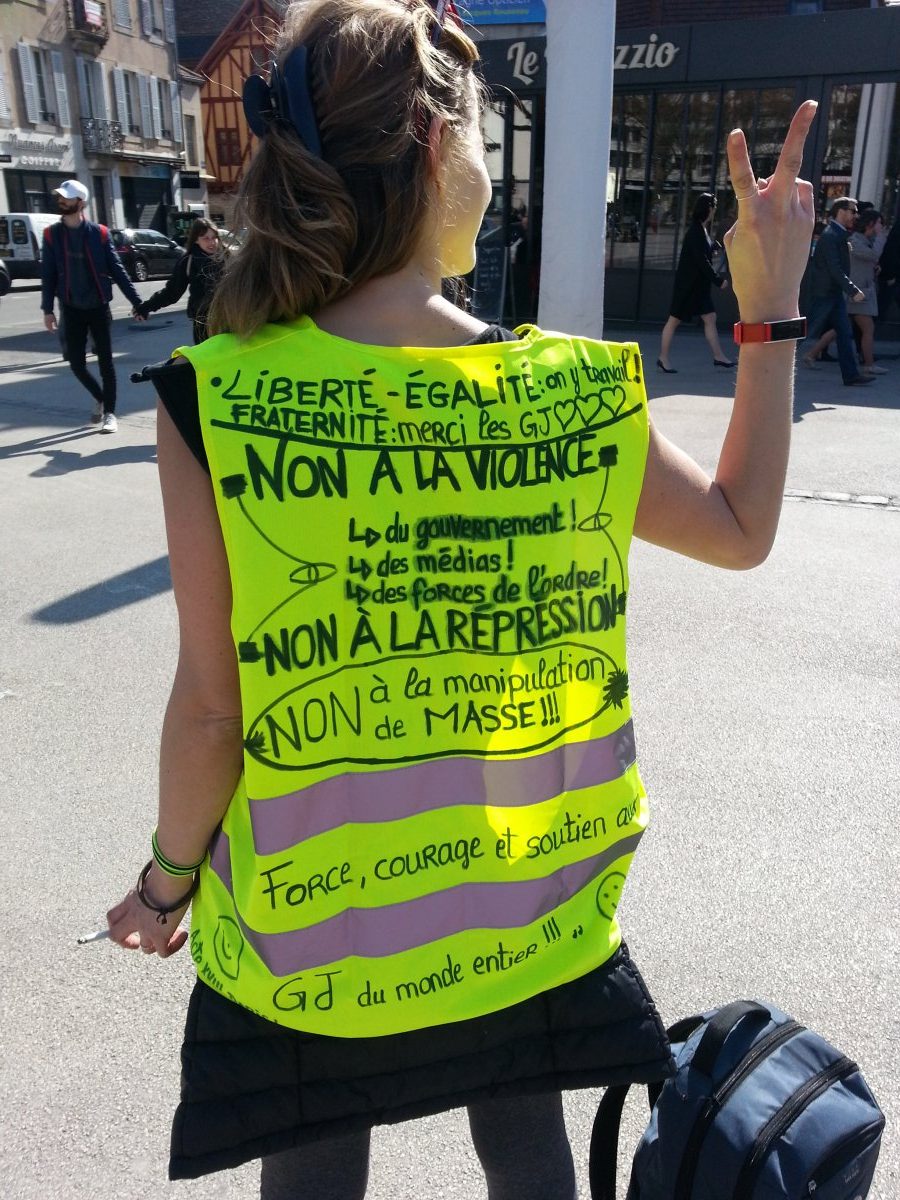 Le
zzio
COIFFEUR
• LIBERTÉ - ÉGALITÉ: on y travail!
FRATERNITÉ: merci les GJ♡♡♡
NON À LA VIOLENCE
↳ du gouvernement!
↳ des médias!
↳ des forces de l'ordre!
NON À LA RÉPRESSION
NON à la manipulation
de MASSE!!!
Force, courage et soutien aux
GJ du monde entier!!! "